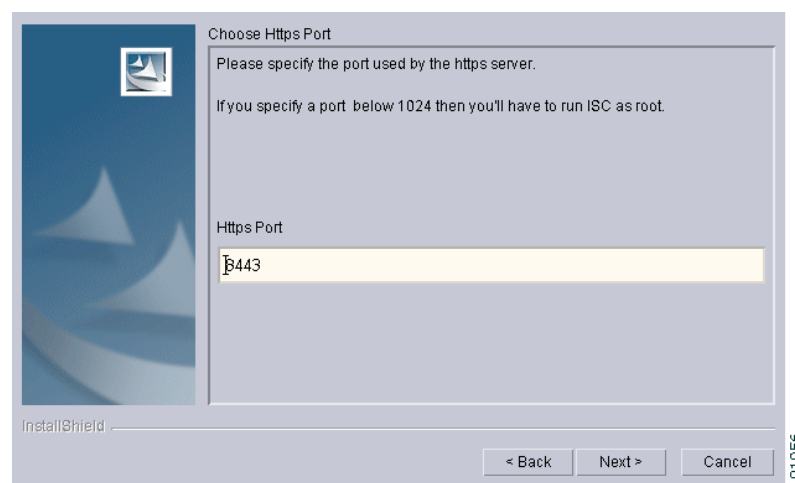 Choose Https Port
Please specify the port used by the https server.
If you specify a port below 1024 then you'll have to run ISC as root.
Https Port
8443
InstallShield
< Back
Next >
Cancel